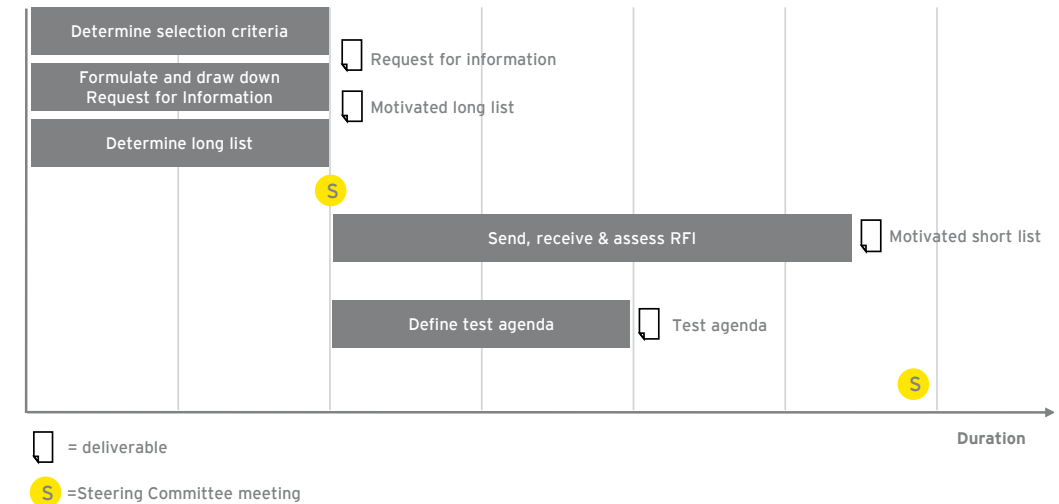 Determine selection criteria
Request for information
Formulate and draw down
Request for Information
Motivated long list
Determine long list
S
Send, receive & assess RFI
Motivated short list
Define test agenda
Test agenda
S
Duration
= deliverable
S =Steering Committee meeting